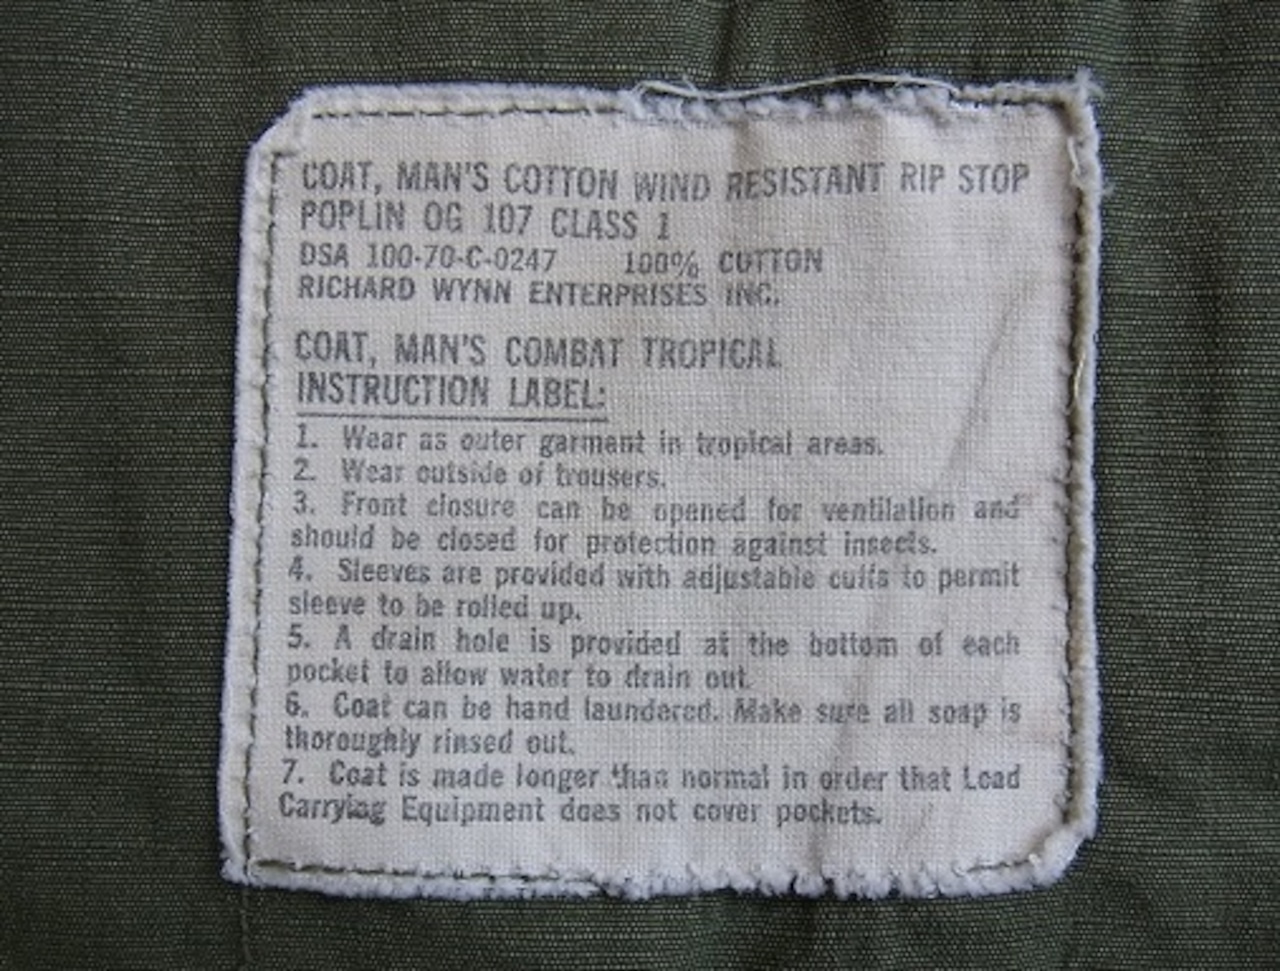 COAT, MAN'S COTTON WIND RESISTANT RIP STOP
POPLIN OG 107 CLASS 1
DSA 100-70-C-0247 100% COTTON
RICHARD WYNN ENTERPRISES INC.
COAT, MAN'S COMBAT TROPICAL
INSTRUCTION LABEL:
1. Wear as outer garment in tropical areas.
2. Wear outside of trousers.
3. Front closure can be opened for ventilation and
should be closed for protection against insects.
4. Sleeves are provided with adjustable cuffs to permit
sleeve to be rolled up.
5. A drain hole is provided at the bottom of each
pocket to allow water to drain out.
6. Coat can be hand laundered. Make sure all soap is
thoroughly rinsed out.
7. Coat is made longer than normal in order that Load
Carrying Equipment does not cover pockets.